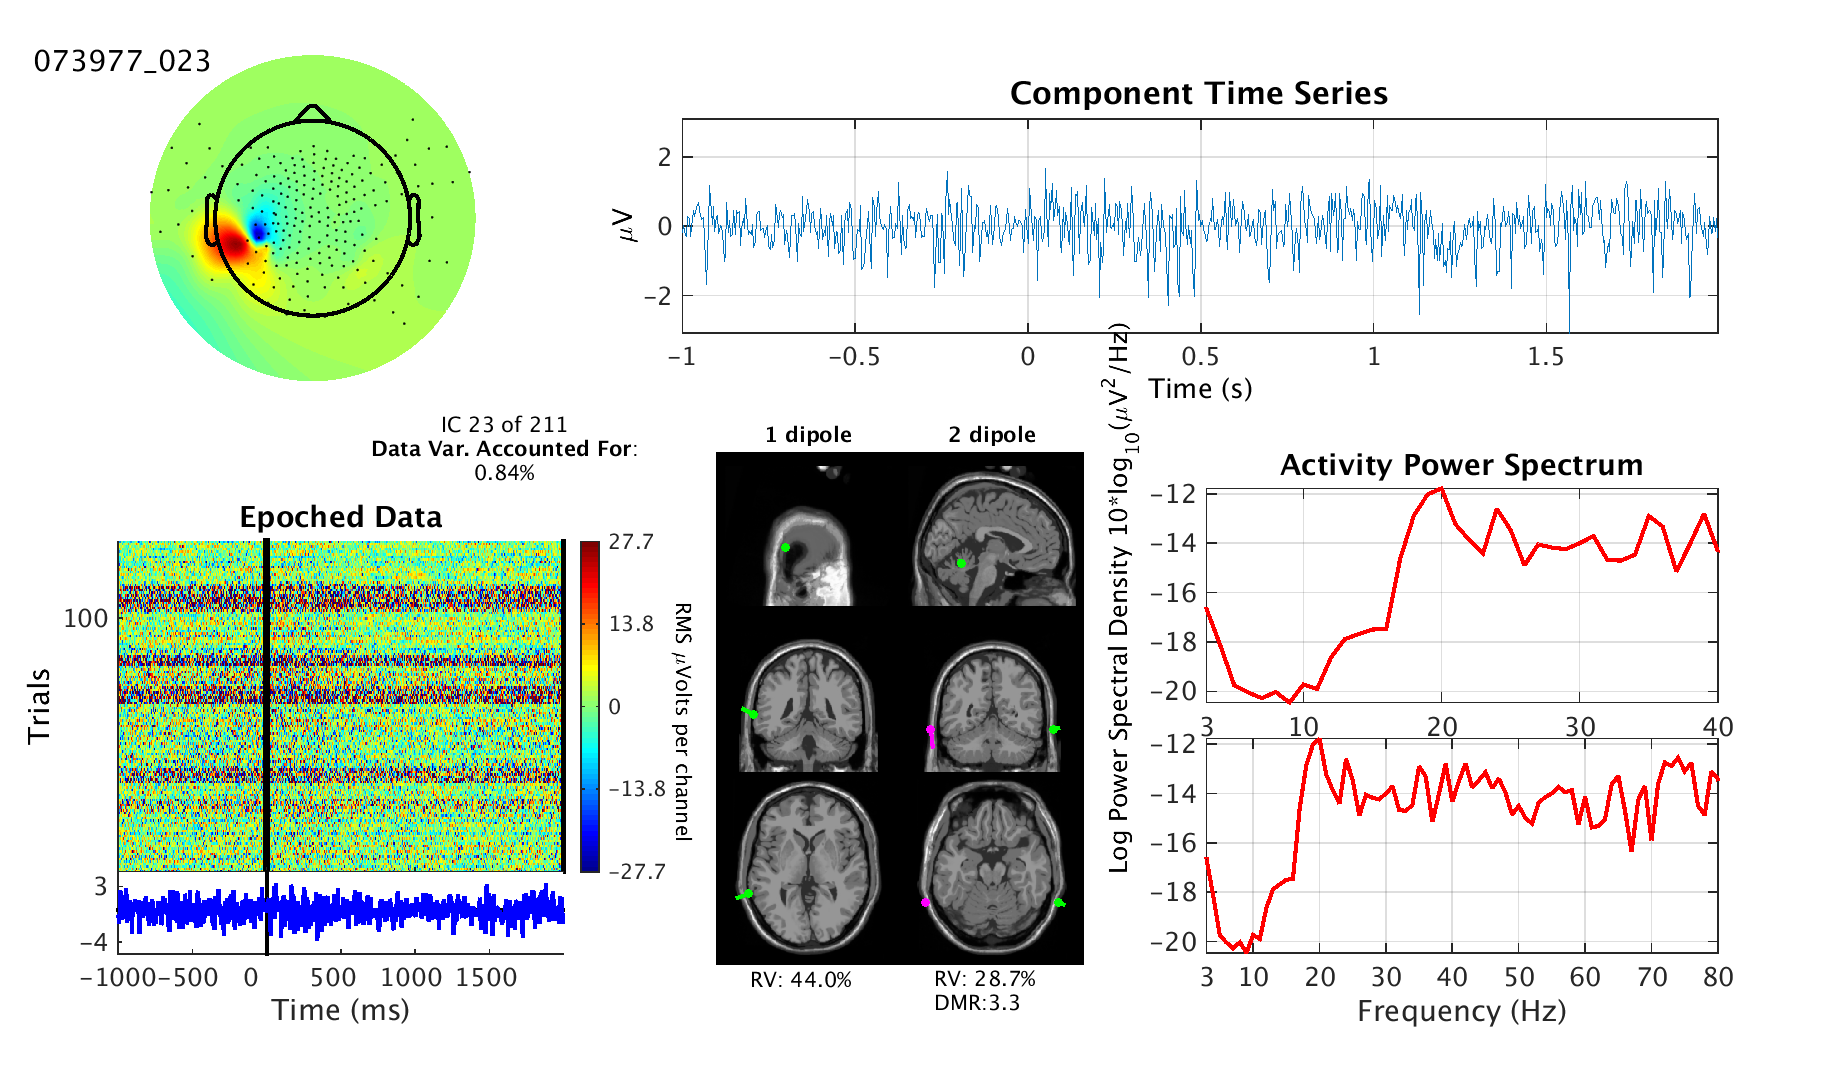 073977_023
Component Time Series
μV
2
0
−2
−1
−0.5
0
0.5
1
1.5
Time (s)
IC 23 of 211
Data Var. Accounted For:
0.84%
Epoched Data
Trials
100
3
−4
−1000
−500
0
500
1000
1500
Time (ms)
27.7
13.8
0
−13.8
−27.7
RMS μVolts per channel
1 dipole
2 dipole
RV: 44.0%
RV: 28.7%
DMR:3.3
Activity Power Spectrum
Log Power Spectral Density 10*log10(μV2/Hz)
−12
−14
−16
−18
−20
3
10
20
30
40
−12
−14
−16
−18
−20
3
10
20
30
40
50
60
70
80
Frequency (Hz)